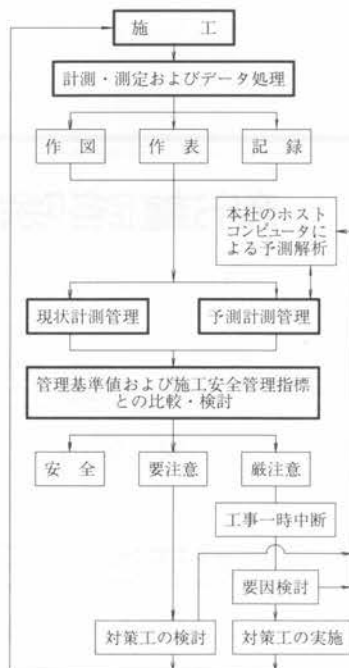 施工
計測・測定およびデータ処理
作図
作表
記録
本社のホスト
コンピュータに
よる予測解析
現状計測管理
予測計測管理
管理基準値および施工安全管理指標
との比較・検討
安全
要注意
厳注意
工事一時中断
要因検討
対策工の検討
対策工の実施